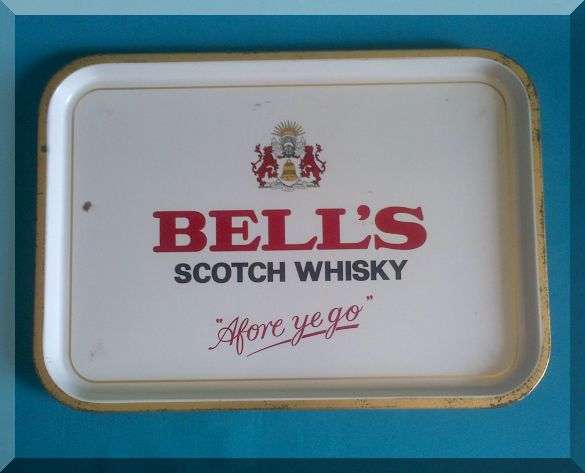 BELL'S
SCOTCH WHISKY
"Afore ye go"